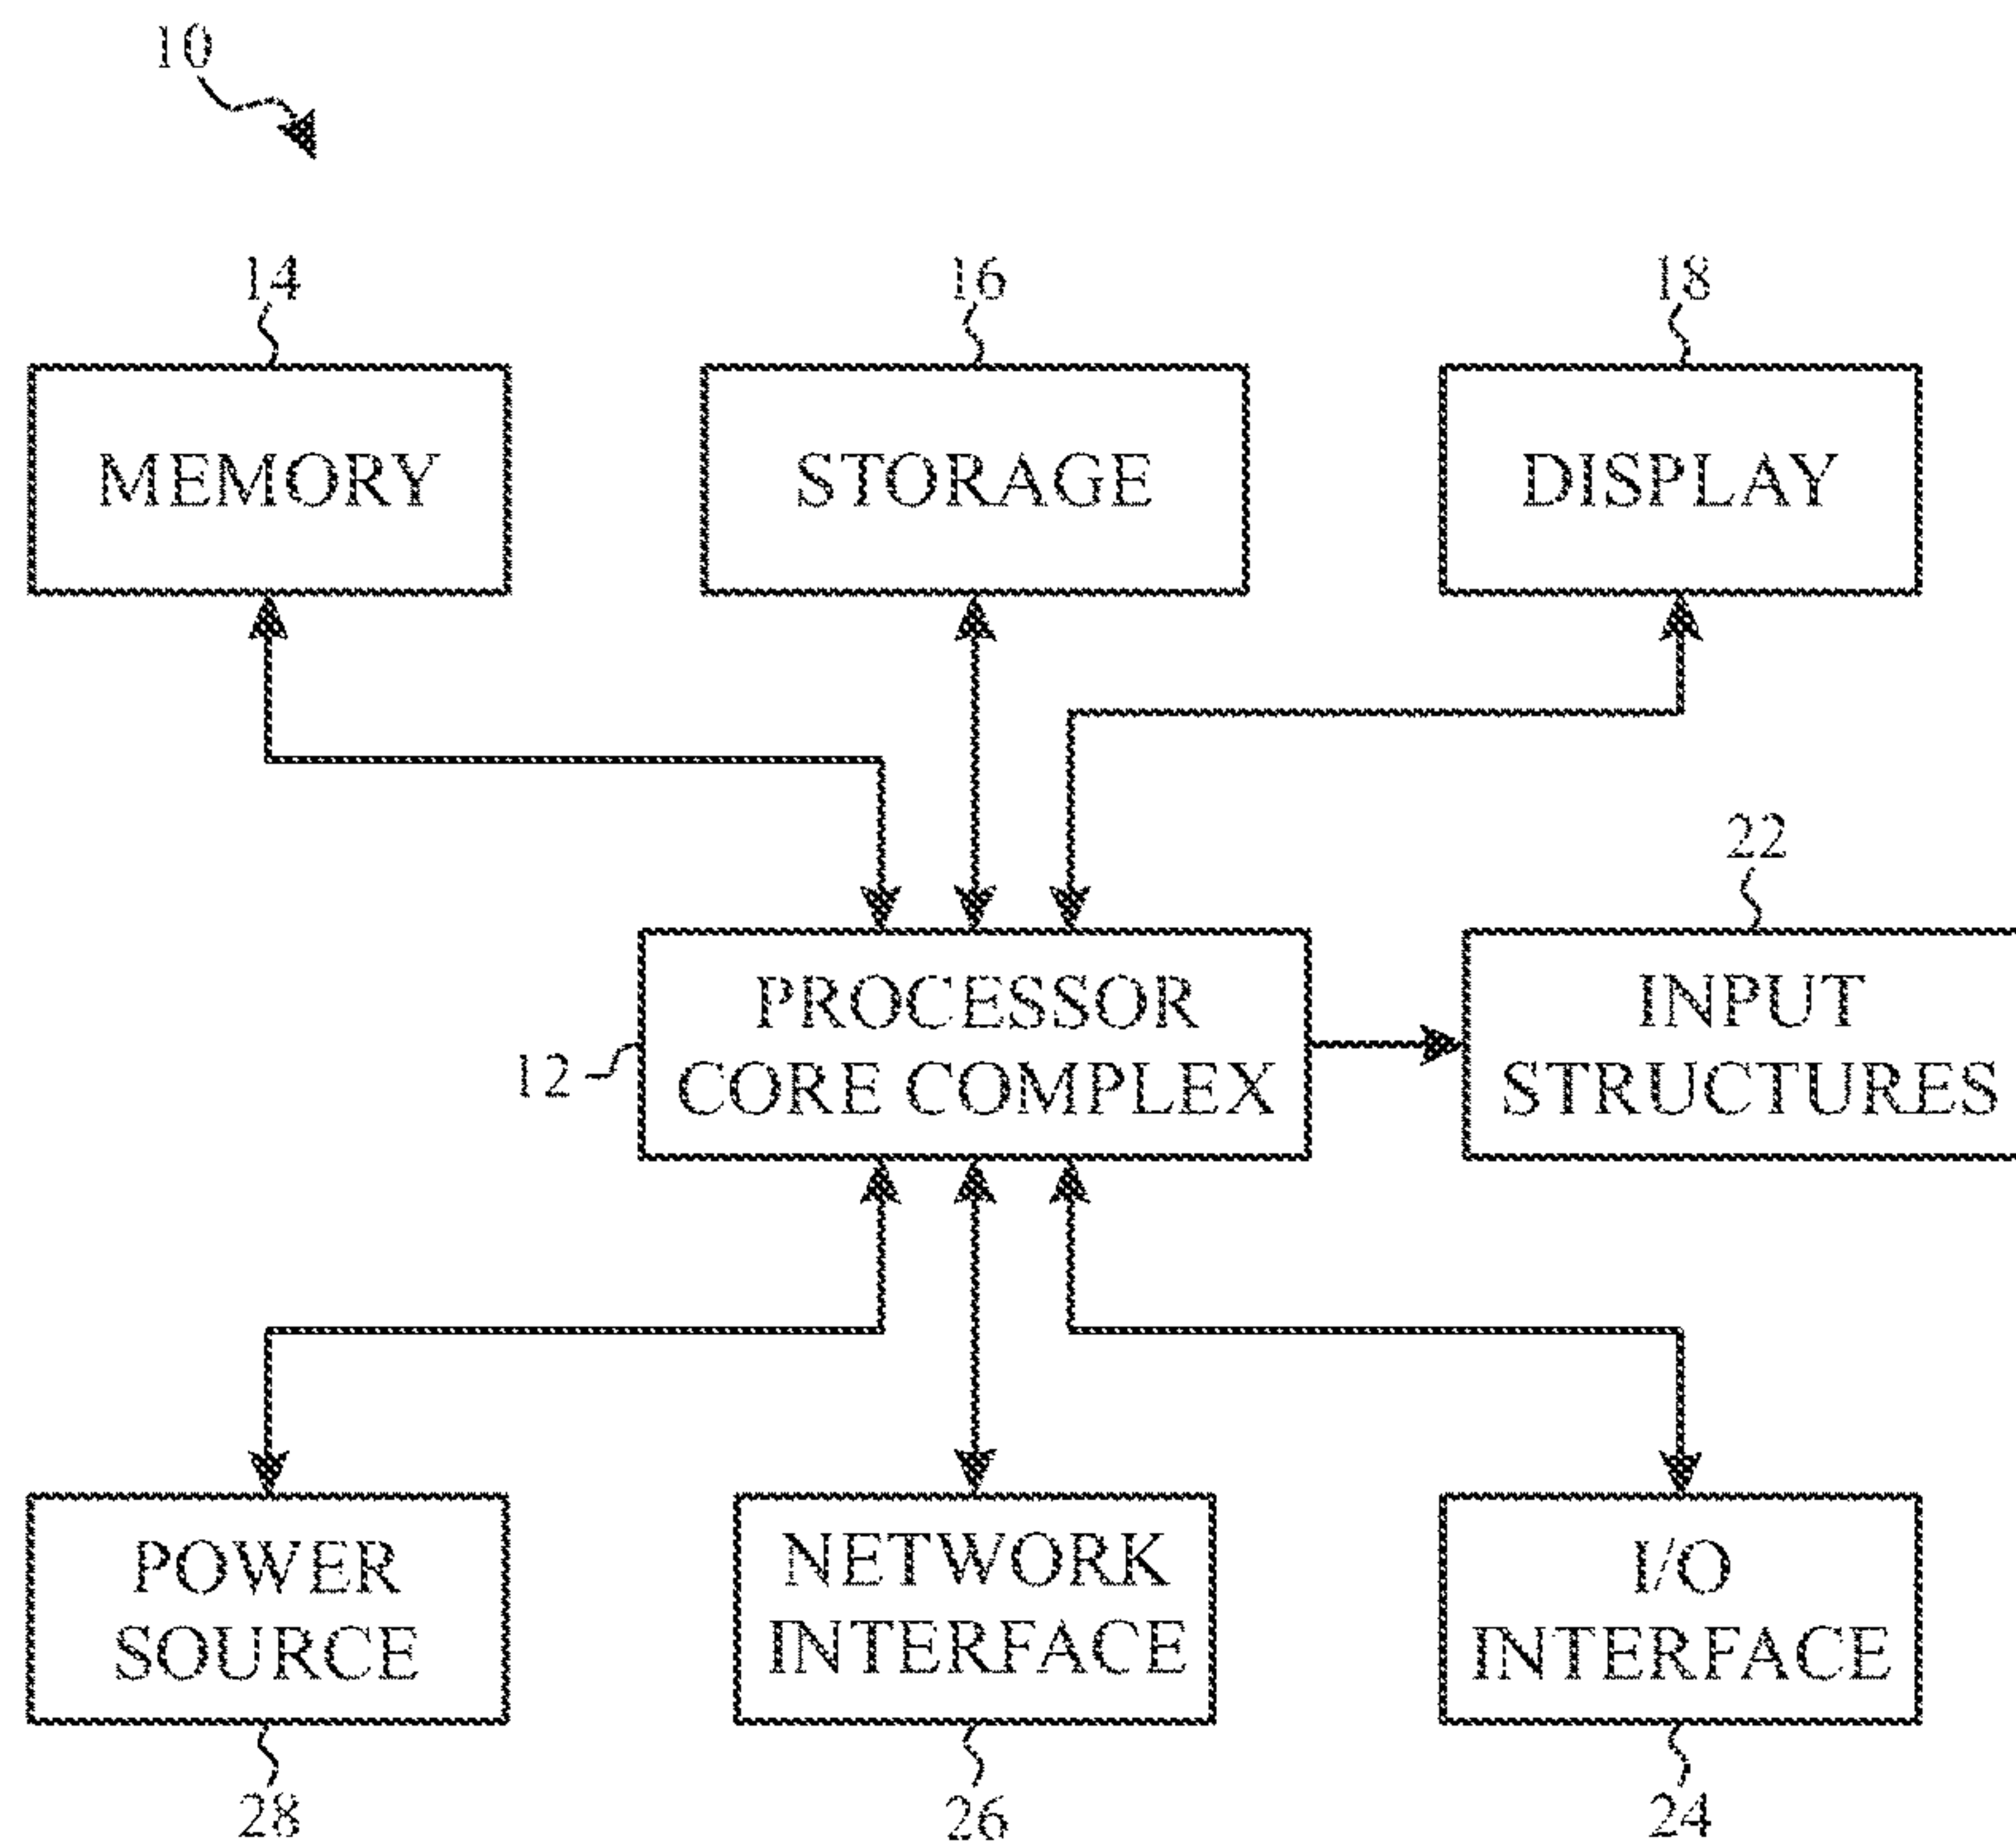 10
14
16
18
MEMORY
STORAGE
DISPLAY
22
12
PROCESSOR
CORE COMPLEX
INPUT
STRUCTURES
POWER
SOURCE
NETWORK
INTERFACE
I/O
INTERFACE
28
26
24